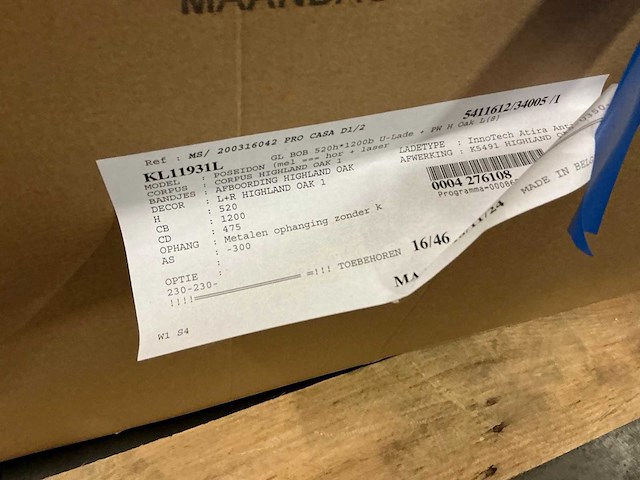 Ref : MS/ 200316042 PRO CASA D1/2
5411612/34005 /1
KL11931L
GL BOB 520h*1200b U-Lade , PW H Oak L(8)
MODEL : POSEIDON (mel === hor + laser
LADETYPE : InnoTech Atira
CORPUS : CORPUS HIGHLAND OAK 1
AFWERKING : K5491 HIGHLAND
BANDJES : AFBOORDING HIGHLAND OAK
DECOR : L+R HIGHLAND OAK 1
H : 520
CB : 1200
CD : 475
OPHANG : Metalen ophanging zonder k
AS : -300
0004 276108
MADE IN
OPTIE :
16/46
230-230-
!!!!=================== =!!! TOEBEHOREN
W1 S4